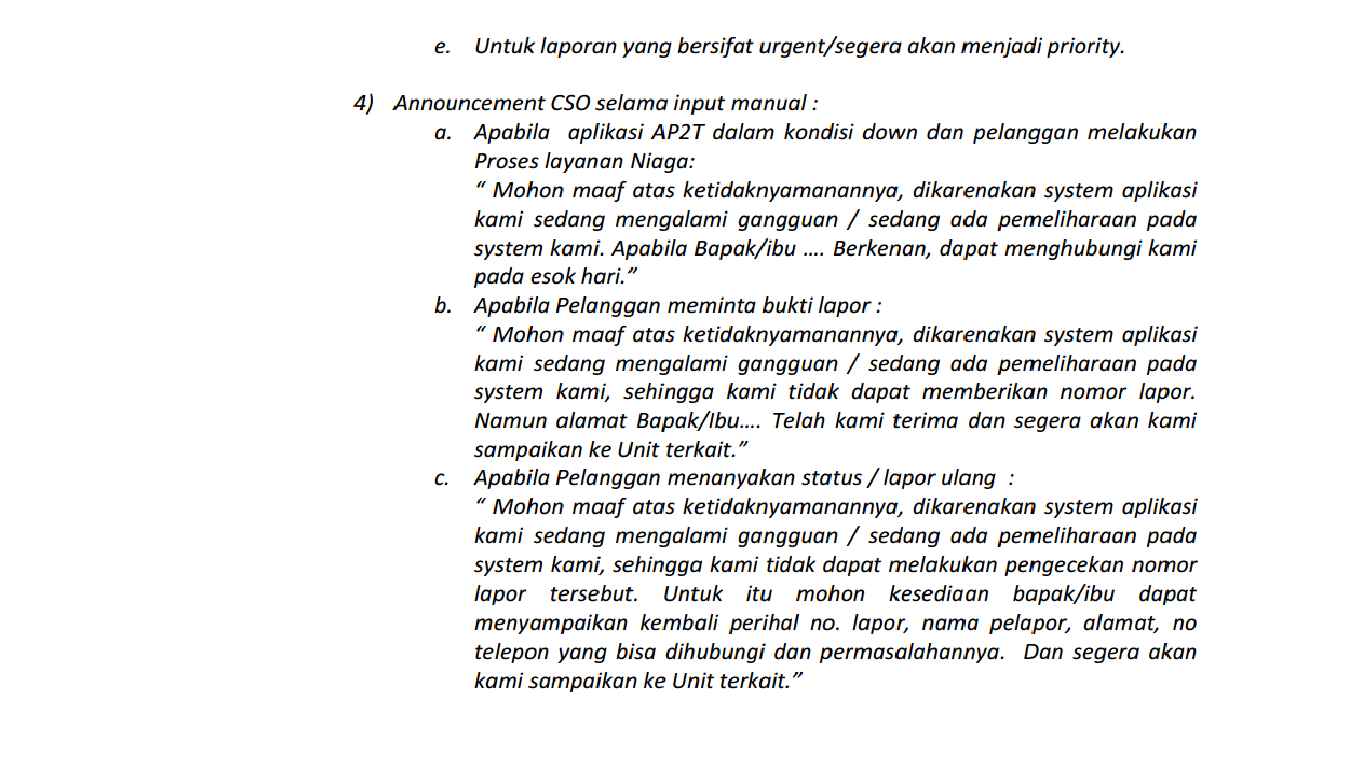 e. Untuk laporan yang bersifat urgent/segera akan menjadi priority.
4) Announcement CSO selama input manual :
a. Apabila aplikasi AP2T dalam kondisi down dan pelanggan melakukan
Proses layanan Niaga:
“ Mohon maaf atas ketidaknyamanannya, dikarenakan system aplikasi
kami sedang mengalami gangguan / sedang ada pemeliharaan pada
system kami. Apabila Bapak/ibu .... Berkenan, dapat menghubungi kami
pada esok hari.”
b. Apabila Pelanggan meminta bukti lapor :
“ Mohon maaf atas ketidaknyamanannya, dikarenakan system aplikasi
kami sedang mengalami gangguan / sedang ada pemeliharaan pada
system kami, sehingga kami tidak dapat memberikan nomor lapor.
Namun alamat Bapak/Ibu.... Telah kami terima dan segera akan kami
sampaikan ke Unit terkait.”
c. Apabila Pelanggan menanyakan status / lapor ulang :
“ Mohon maaf atas ketidaknyamanannya, dikarenakan system aplikasi
kami sedang mengalami gangguan / sedang ada pemeliharaan pada
system kami, sehingga kami tidak dapat melakukan pengecekan nomor
lapor tersebut. Untuk itu mohon kesediaan bapak/ibu dapat
menyampaikan kembali perihal no. lapor, nama pelapor, alamat, no
telepon yang bisa dihubungi dan permasalahannya. Dan segera akan
kami sampaikan ke Unit terkait.”